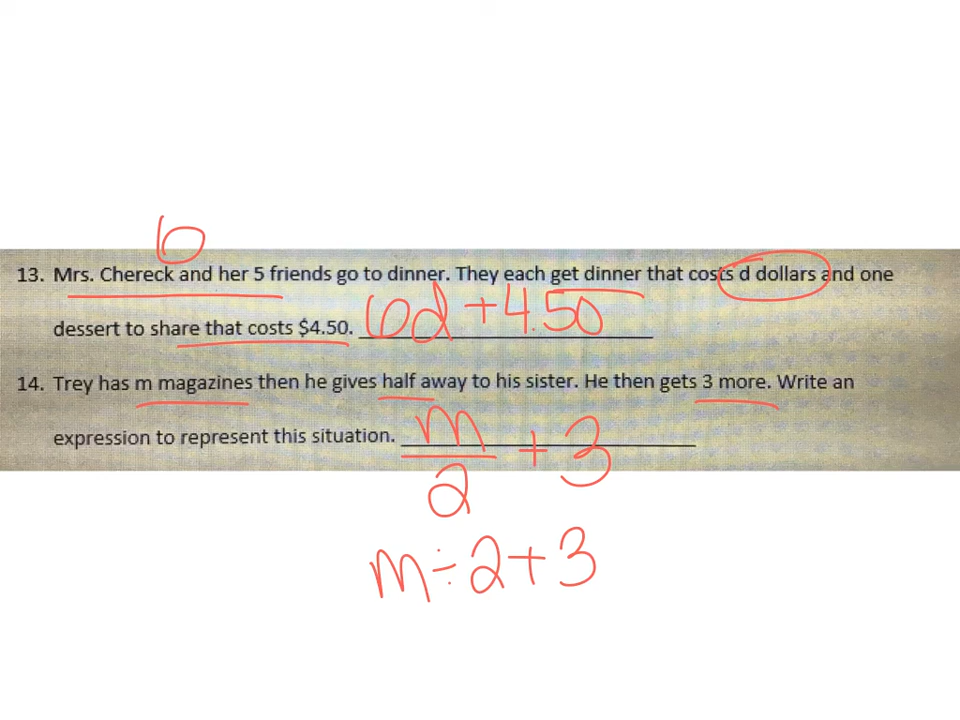 6
13. Mrs. Chereck and her 5 friends go to dinner. They each get dinner that costs d dollars and one
dessert to share that costs $4.50. 6d+4.50
14. Trey has m magazines then he gives half away to his sister. He then gets 3 more. Write an
expression to represent this situation. m/2 + 3
m÷2+3